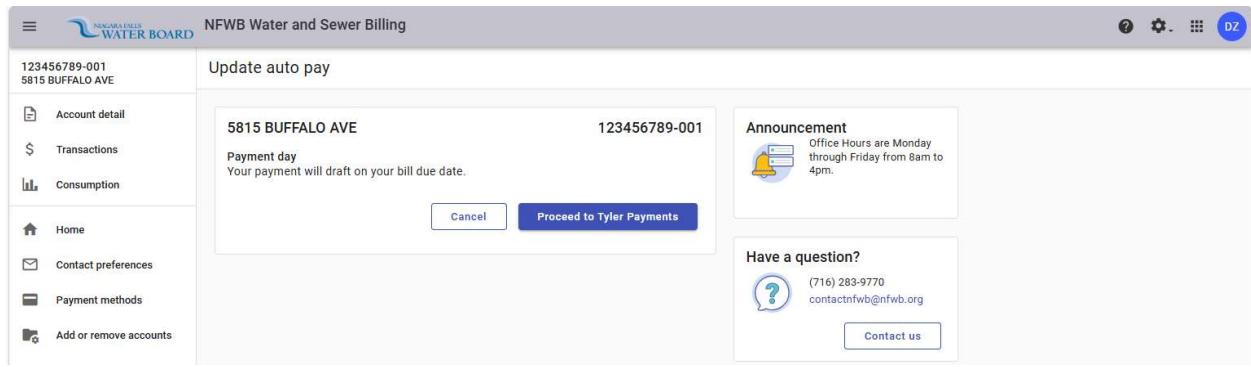 NIAGARA FALLS
WATER BOARD
NFWB Water and Sewer Billing
DZ
123456789-001
5815 BUFFALO AVE
Account detail
Transactions
Consumption
Home
Contact preferences
Payment methods
Add or remove accounts
Update auto pay
5815 BUFFALO AVE 123456789-001
Payment day
Your payment will draft on your bill due date.
Cancel Proceed to Tyler Payments
Announcement
Office Hours are Monday
through Friday from 8am to
4pm.
Have a question?
(716) 283-9770
contactnfwb@nfwb.org
Contact us